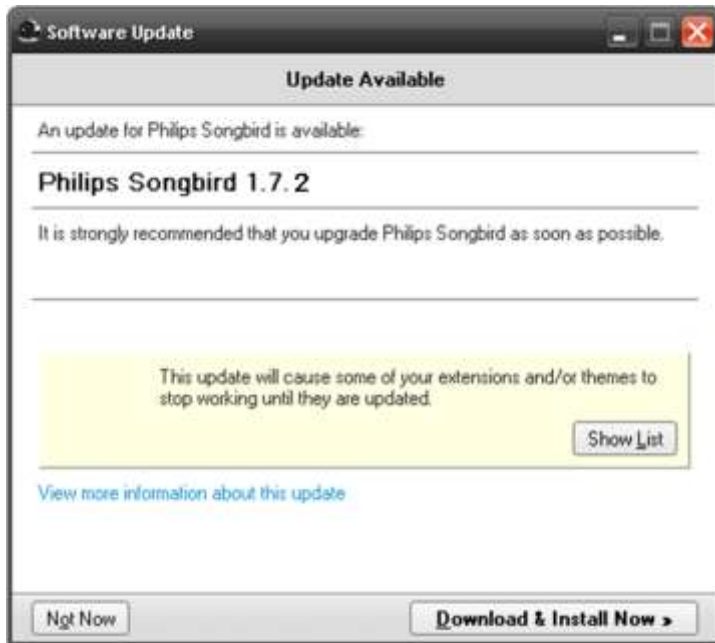 Software Update
Update Available
An update for Philips Songbird is available:
Philips Songbird 1.7.2
It is strongly recommended that you upgrade Philips Songbird as soon as possible.
This update will cause some of your extensions and/or themes to
stop working until they are updated.
Show List
View more information about this update
Not Now
Download & Install Now »